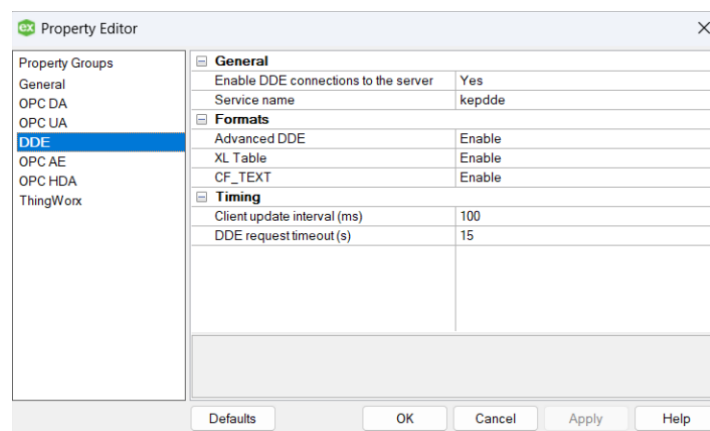 ex Property Editor
Property Groups
General
OPC DA
OPC UA
DDE
OPC AE
OPC HDA
ThingWorx
General
Enable DDE connections to the server Yes
Service name kepdde
Formats
Advanced DDE Enable
XL Table Enable
CF_TEXT Enable
Timing
Client update interval (ms) 100
DDE request timeout (s) 15
Defaults OK Cancel Apply Help